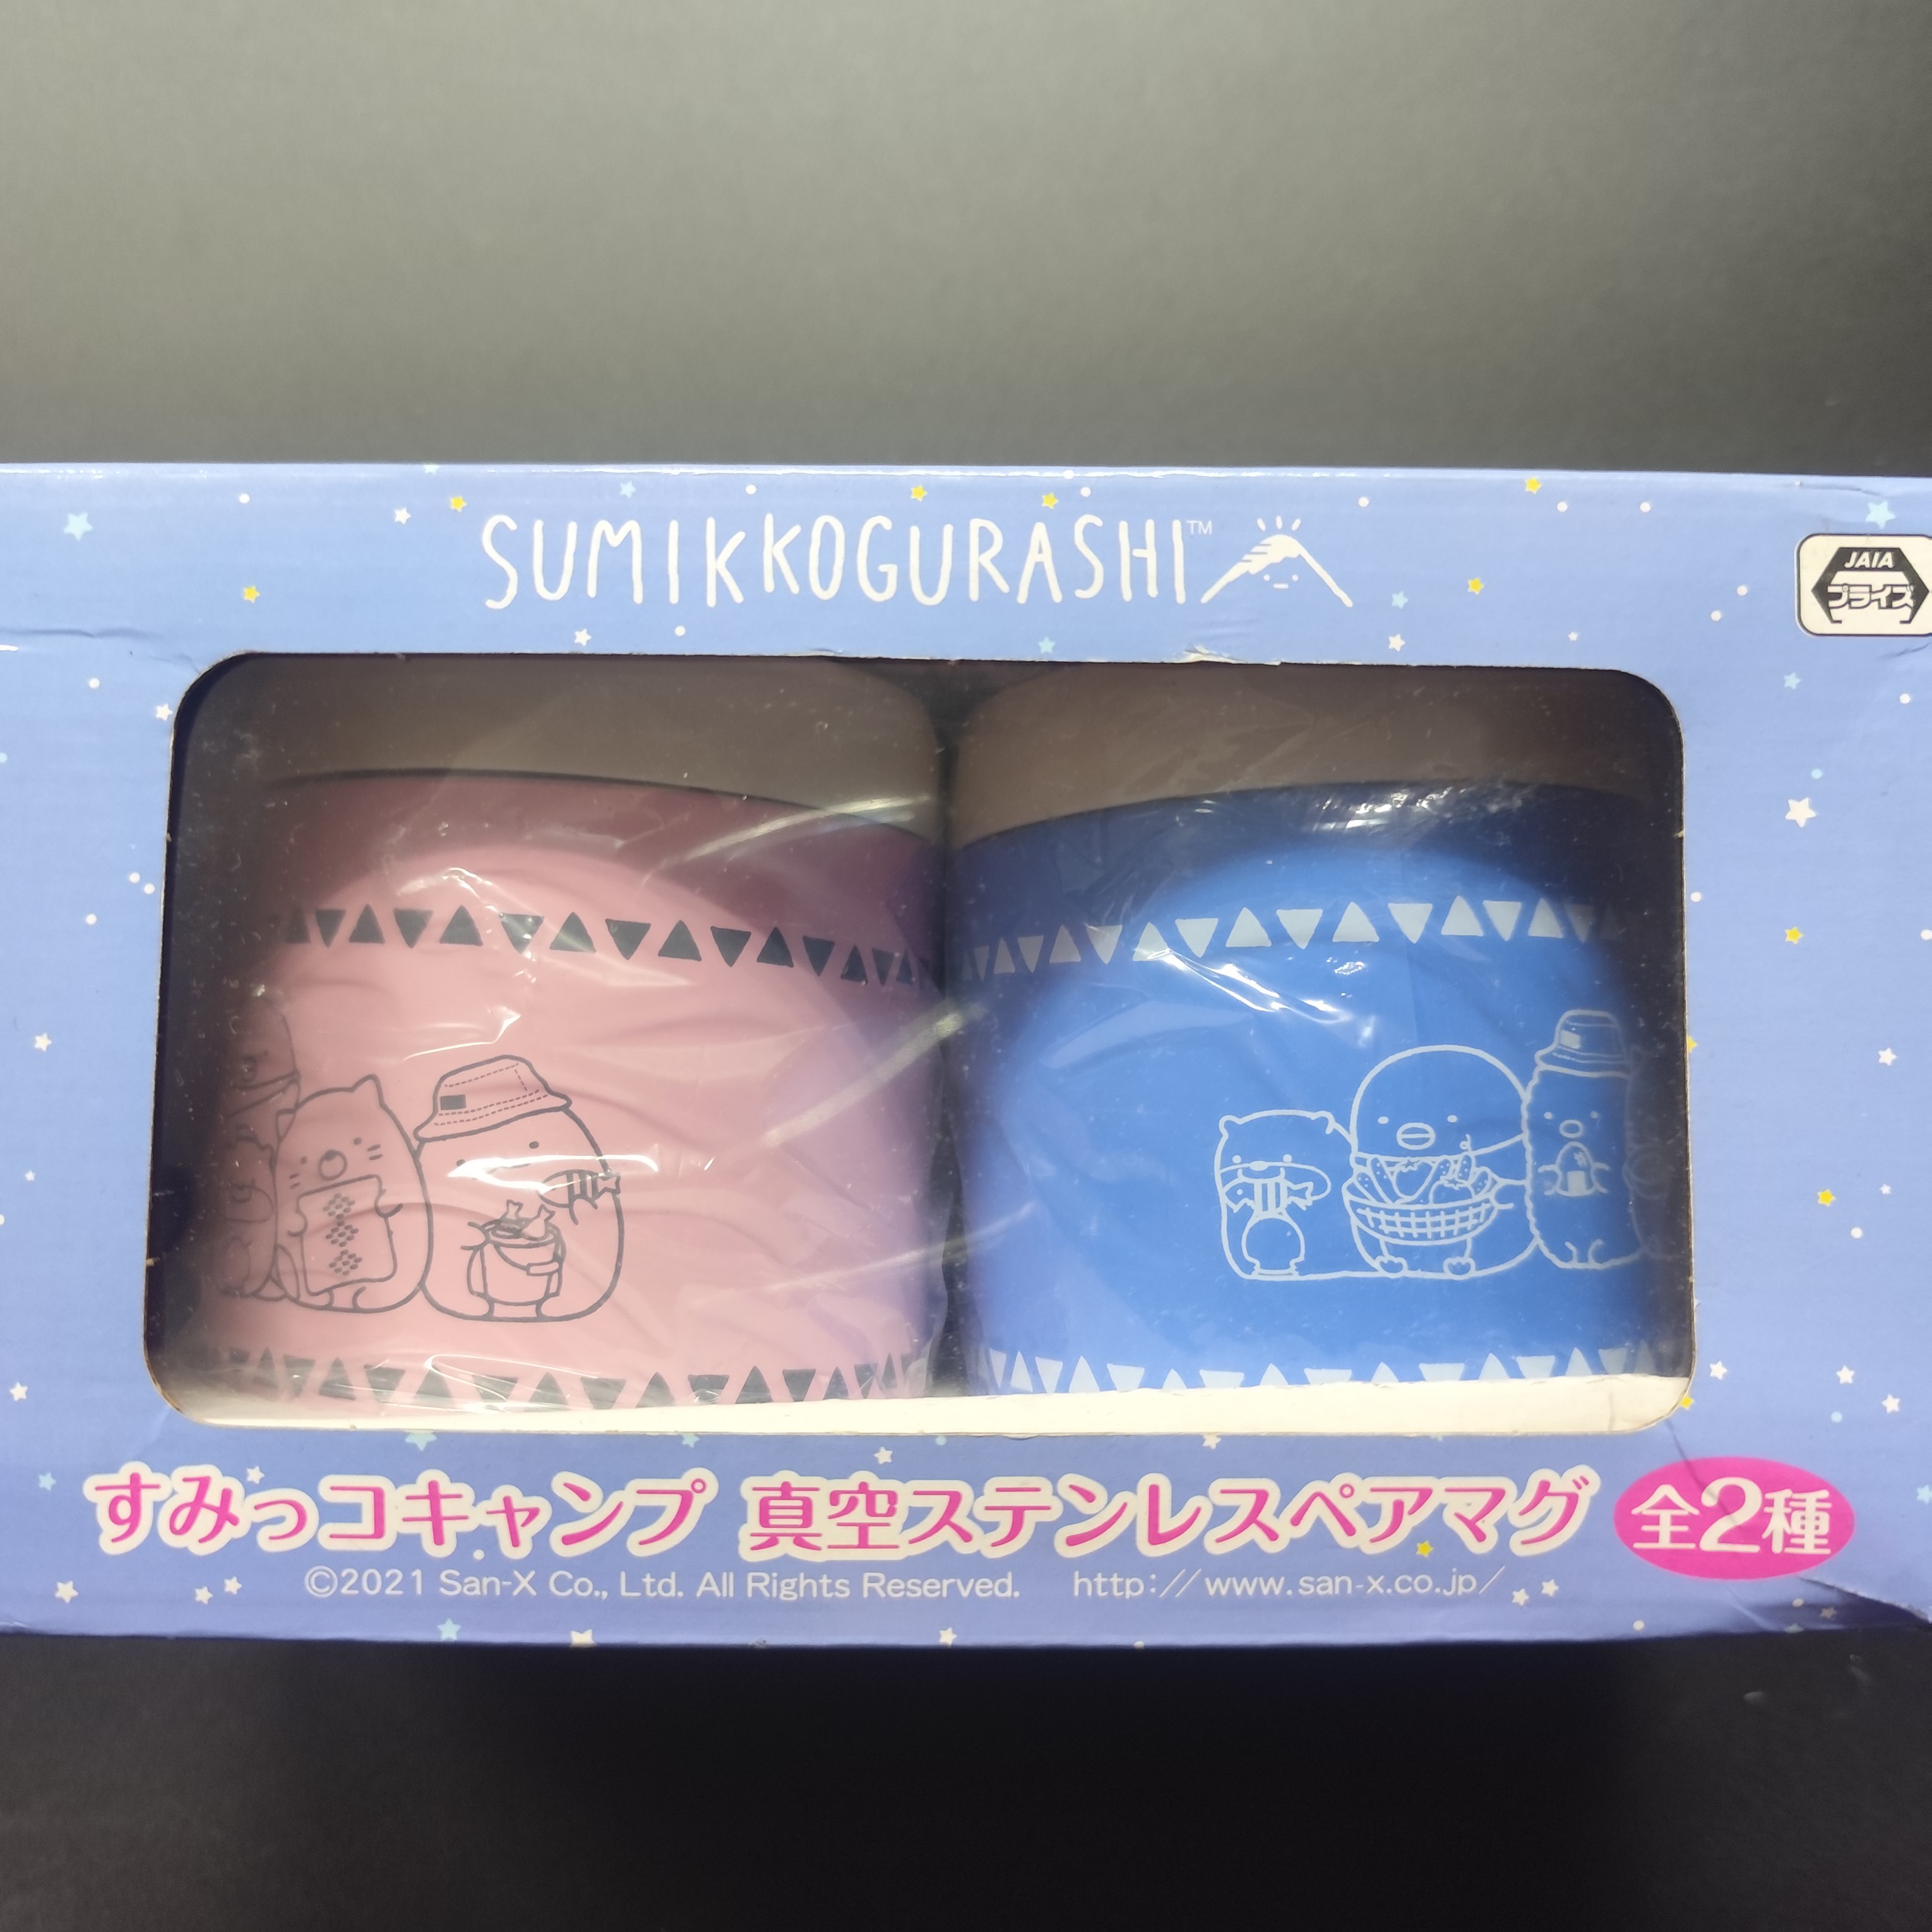 SUMIKKOGURASHI™
JAIA
プライズ
すみっコキャンプ 真空ステンレスペアマグ 全2種
©2021 San-X Co., Ltd. All Rights Reserved. http://www.san-x.co.jp/